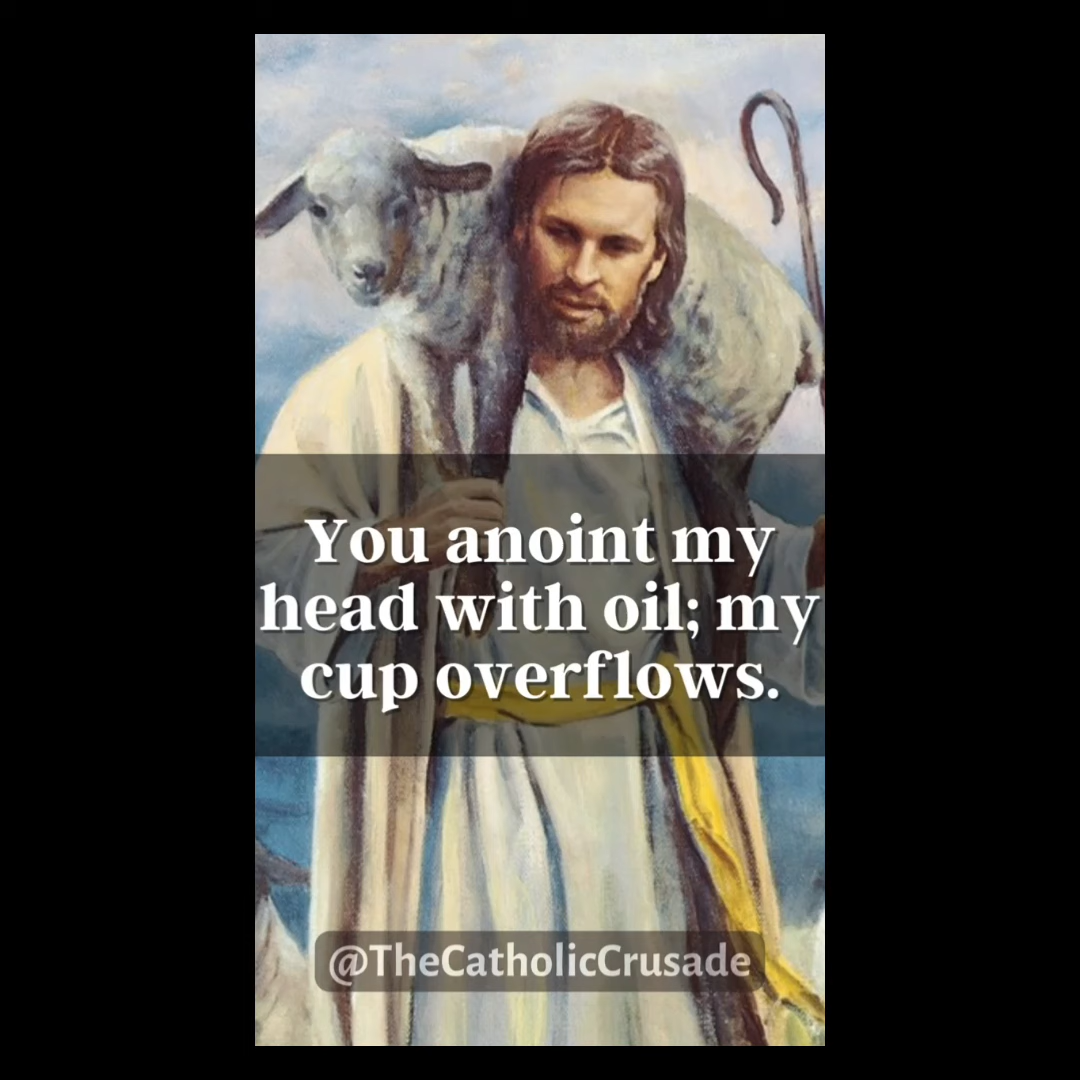 You anoint my
head with oil; my
cup overflows.
@TheCatholicCrusade